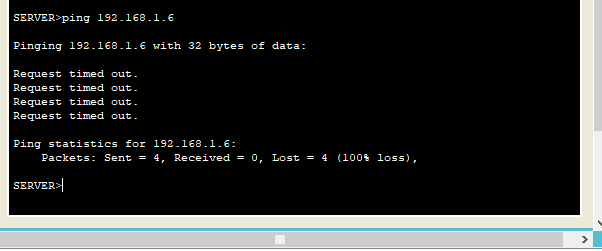 SERVER>ping 192.168.1.6
Pinging 192.168.1.6 with 32 bytes of data:
Request timed out.
Request timed out.
Request timed out.
Request timed out.
Ping statistics for 192.168.1.6:
    Packets: Sent = 4, Received = 0, Lost = 4 (100% loss),
SERVER>